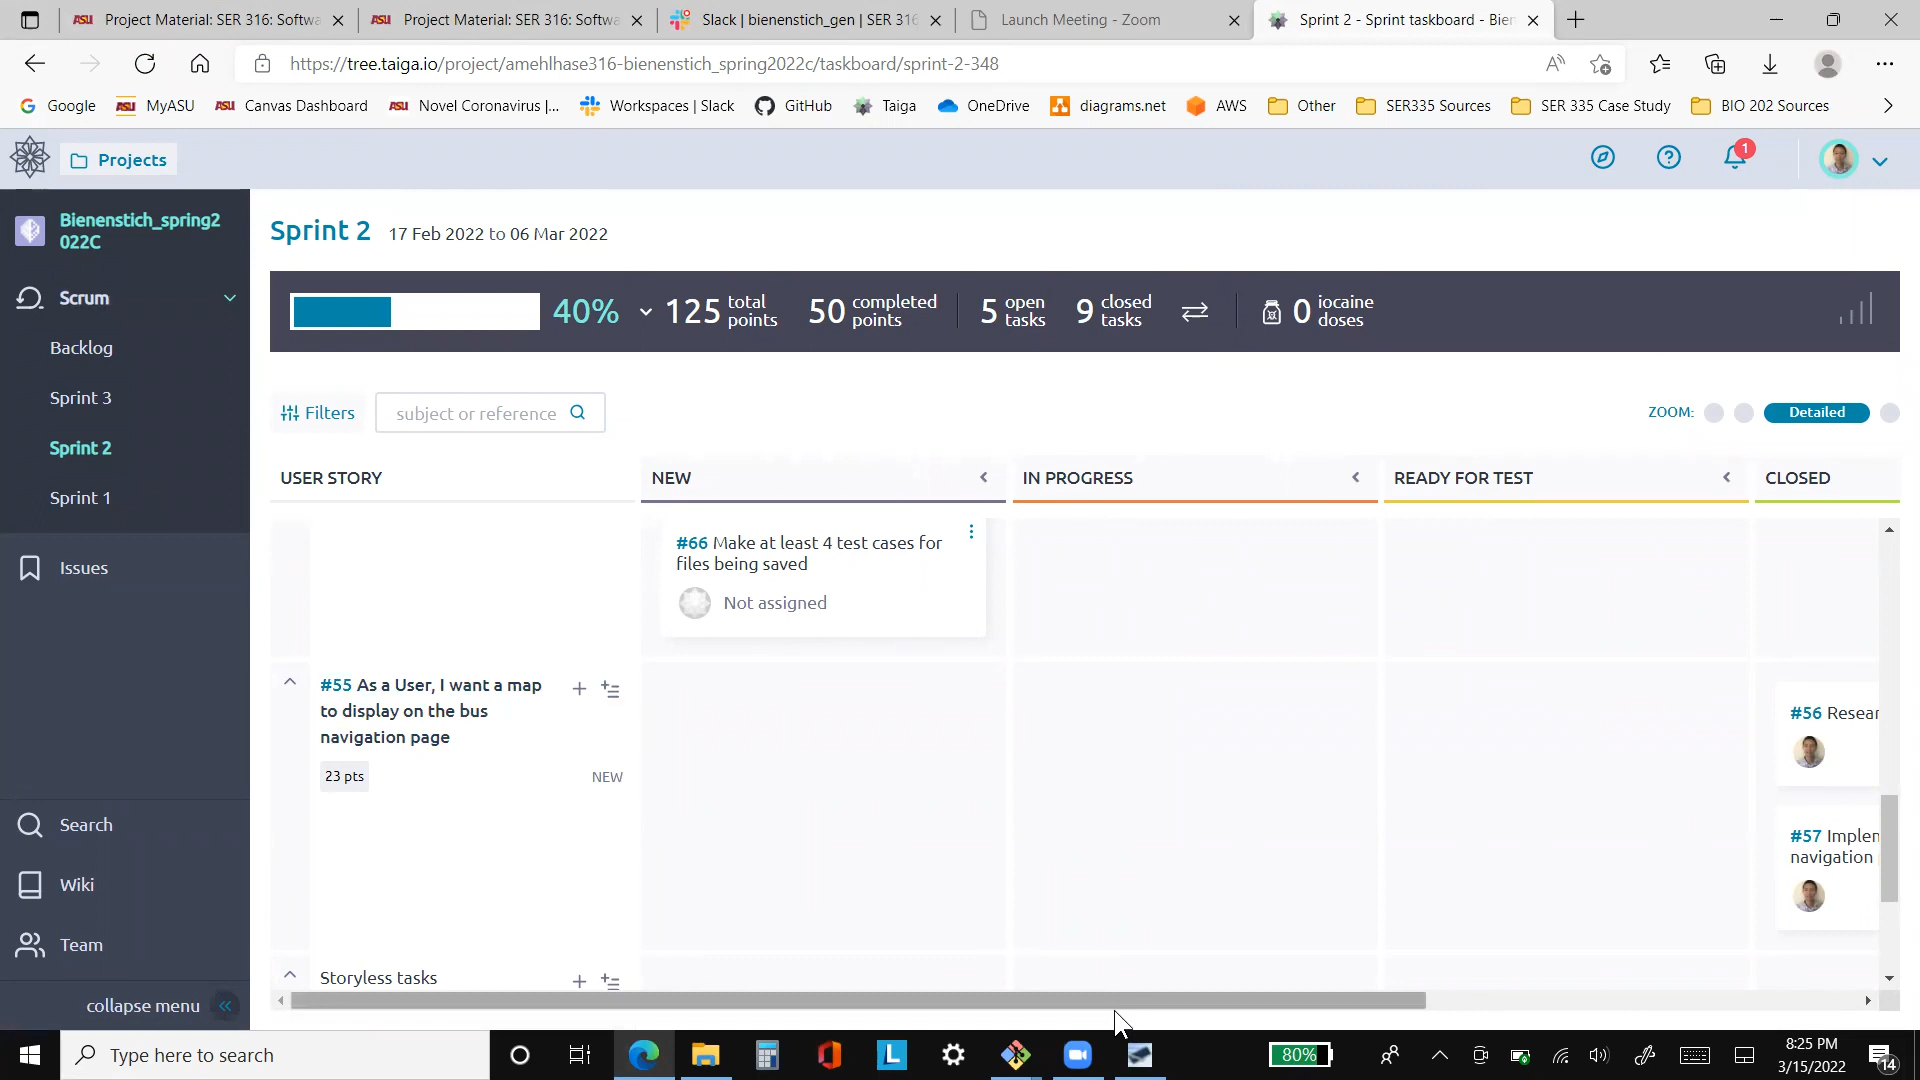 Project Material: SER 316: Softwa
Project Material: SER 316: Softwa
Slack | bienenstich_gen | SER 316
Launch Meeting - Zoom
Sprint 2 - Sprint taskboard - Bien
https://tree.taiga.io/project/amehlhase316-bienenstich_spring2022c/taskboard/sprint-2-348
Google
MyASU
Canvas Dashboard
Novel Coronavirus |...
Workspaces | Slack
GitHub
Taiga
OneDrive
diagrams.net
AWS
Other
SER335 Sources
SER 335 Case Study
BIO 202 Sources
Projects
1
Bienenstich_spring2
022C
Scrum
Backlog
Sprint 3
Sprint 2
Sprint 1
Issues
Search
Wiki
Team
collapse menu
Sprint 2 17 Feb 2022 to 06 Mar 2022
40%
125 total points
50 completed points
5 open tasks
9 closed tasks
0 iocaine doses
Filters
subject or reference
ZOOM:
Detailed
USER STORY
NEW
IN PROGRESS
READY FOR TEST
CLOSED
#66 Make at least 4 test cases for
files being saved
Not assigned
#55 As a User, I want a map
to display on the bus
navigation page
23 pts
NEW
#56 Resear
#57 Implem
navigation
Storyless tasks
Type here to search
80%
8:25 PM
3/15/2022
14